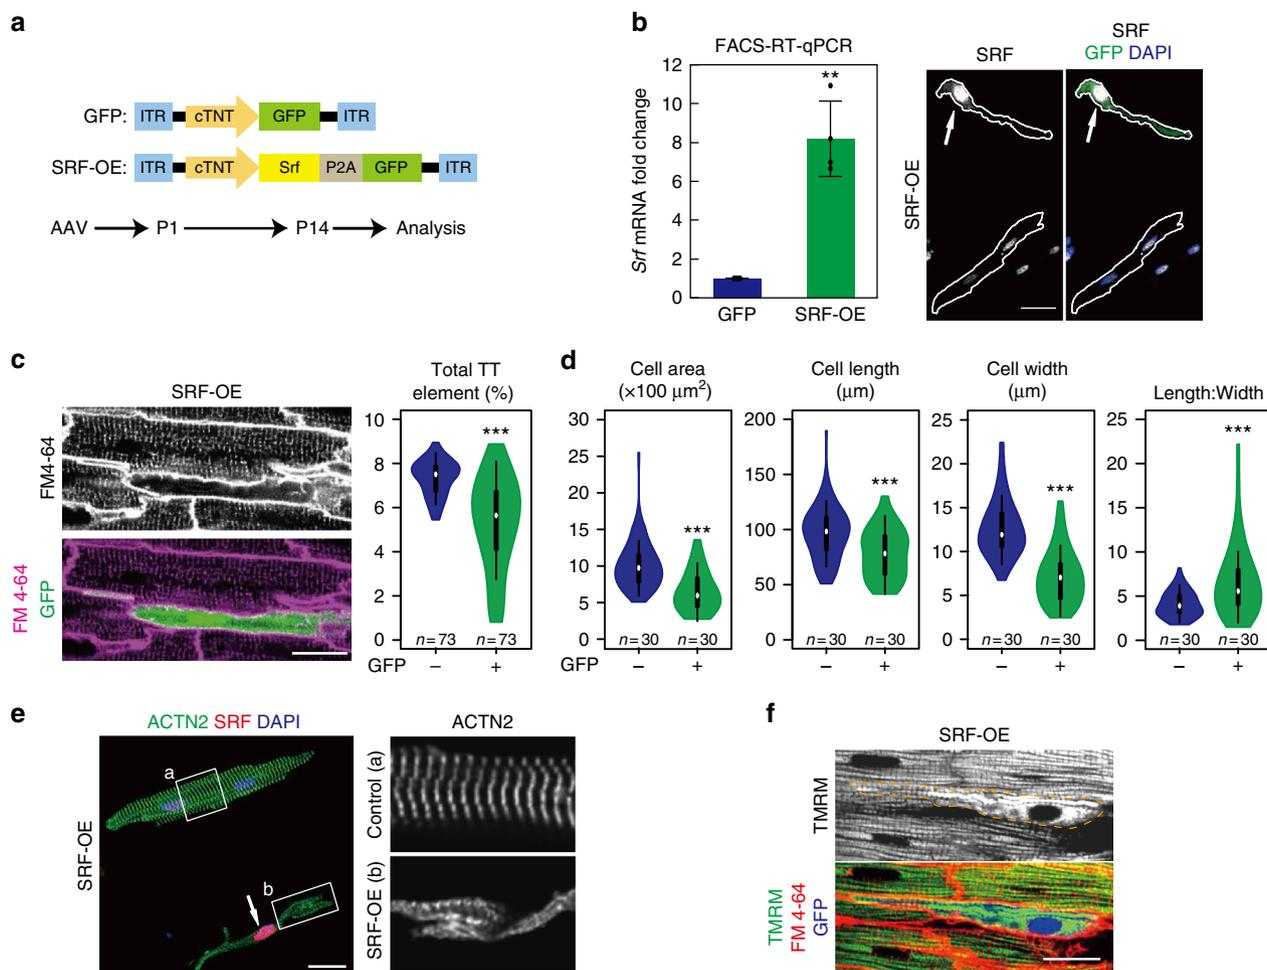 a
GFP: ITR cTNT GFP ITR
SRF-OE: ITR cTNT Srf P2A GFP ITR
AAV P1 P14 Analysis
b
FACS-RT-qPCR
Srf mRNA fold change
12
10
8
6
4
2
0
**
GFP SRF-OE
SRF
SRF
GFP DAPI
SRF-OE
c
SRF-OE
FM4-64
FM 4-64
GFP
Total TT
element (%)
10
8
6
4
2
0
***
n=73 n=73
GFP − +
d
Cell area
(×100 μm²)
30
25
20
15
10
5
0
***
n=30 n=30
GFP − +
Cell length
(μm)
200
150
100
50
0
***
n=30 n=30
− +
Cell width
(μm)
25
20
15
10
5
0
***
n=30 n=30
− +
Length:Width
25
20
15
10
5
0
***
n=30 n=30
− +
e
ACTN2 SRF DAPI
SRF-OE
a
b
ACTN2
Control (a)
SRF-OE (b)
f
SRF-OE
TMRM
TMRM
FM 4-64
GFP